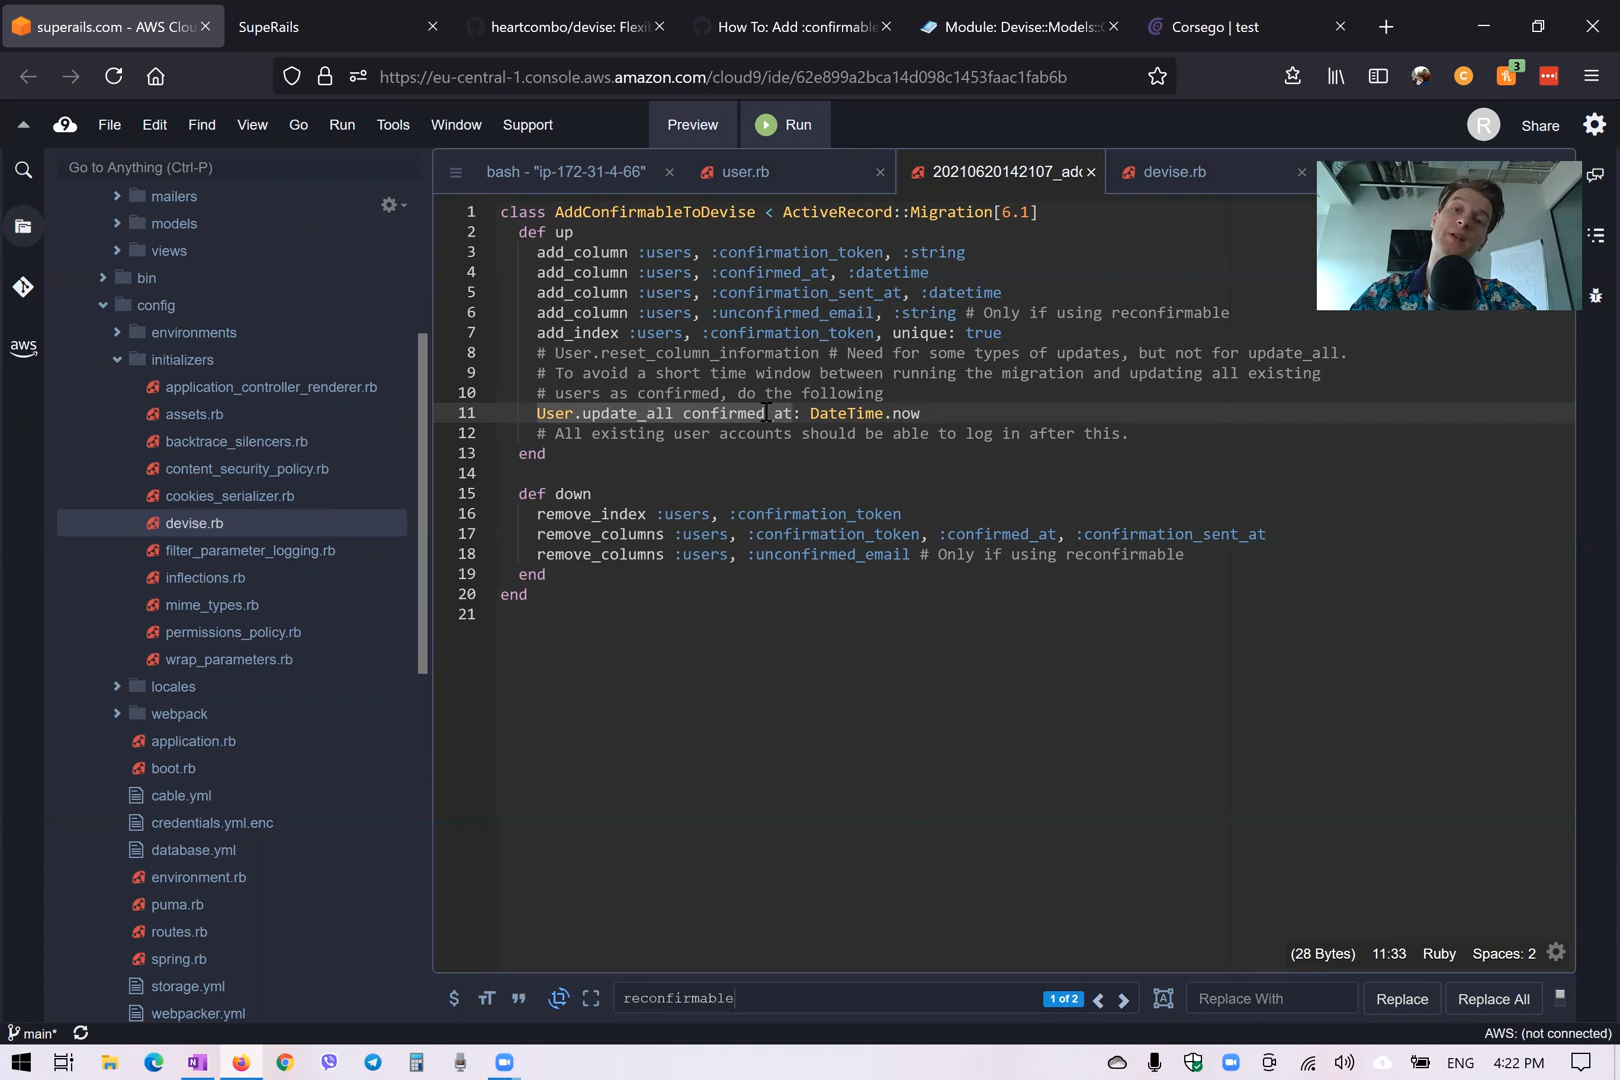 superails.com - AWS Clou
SupeRails
heartcombo/devise: Flexi
How To: Add :confirmable
Module: Devise::Models::
Corsego | test
https://eu-central-1.console.aws.amazon.com/cloud9/ide/62e899a2bca14d098c1453faac1fab6b
3
C
9
File
Edit
Find
View
Go
Run
Tools
Window
Support
Preview
Run
R
Share
Go to Anything (Ctrl-P)
bash - "ip-172-31-4-66"
user.rb
20210620142107_add
devise.rb
aws
mailers
models
views
bin
config
environments
initializers
application_controller_renderer.rb
assets.rb
backtrace_silencers.rb
content_security_policy.rb
cookies_serializer.rb
devise.rb
filter_parameter_logging.rb
inflections.rb
mime_types.rb
permissions_policy.rb
wrap_parameters.rb
locales
webpack
application.rb
boot.rb
cable.yml
credentials.yml.enc
database.yml
environment.rb
puma.rb
routes.rb
spring.rb
storage.yml
webpacker.yml
1 class AddConfirmableToDevise < ActiveRecord::Migration[6.1]
2 def up
3 add_column :users, :confirmation_token, :string
4 add_column :users, :confirmed_at, :datetime
5 add_column :users, :confirmation_sent_at, :datetime
6 add_column :users, :unconfirmed_email, :string # Only if using reconfirmable
7 add_index :users, :confirmation_token, unique: true
8 # User.reset_column_information # Need for some types of updates, but not for update_all.
9 # To avoid a short time window between running the migration and updating all existing
10 # users as confirmed, do the following
11 User.update_all confirmed_at: DateTime.now
12 # All existing user accounts should be able to log in after this.
13 end
14
15 def down
16 remove_index :users, :confirmation_token
17 remove_columns :users, :confirmation_token, :confirmed_at, :confirmation_sent_at
18 remove_columns :users, :unconfirmed_email # Only if using reconfirmable
19 end
20 end
21
(28 Bytes) 11:33 Ruby Spaces: 2
reconfirmable
1 of 2
Replace With
Replace
Replace All
main*
AWS: (not connected)
ENG
4:22 PM